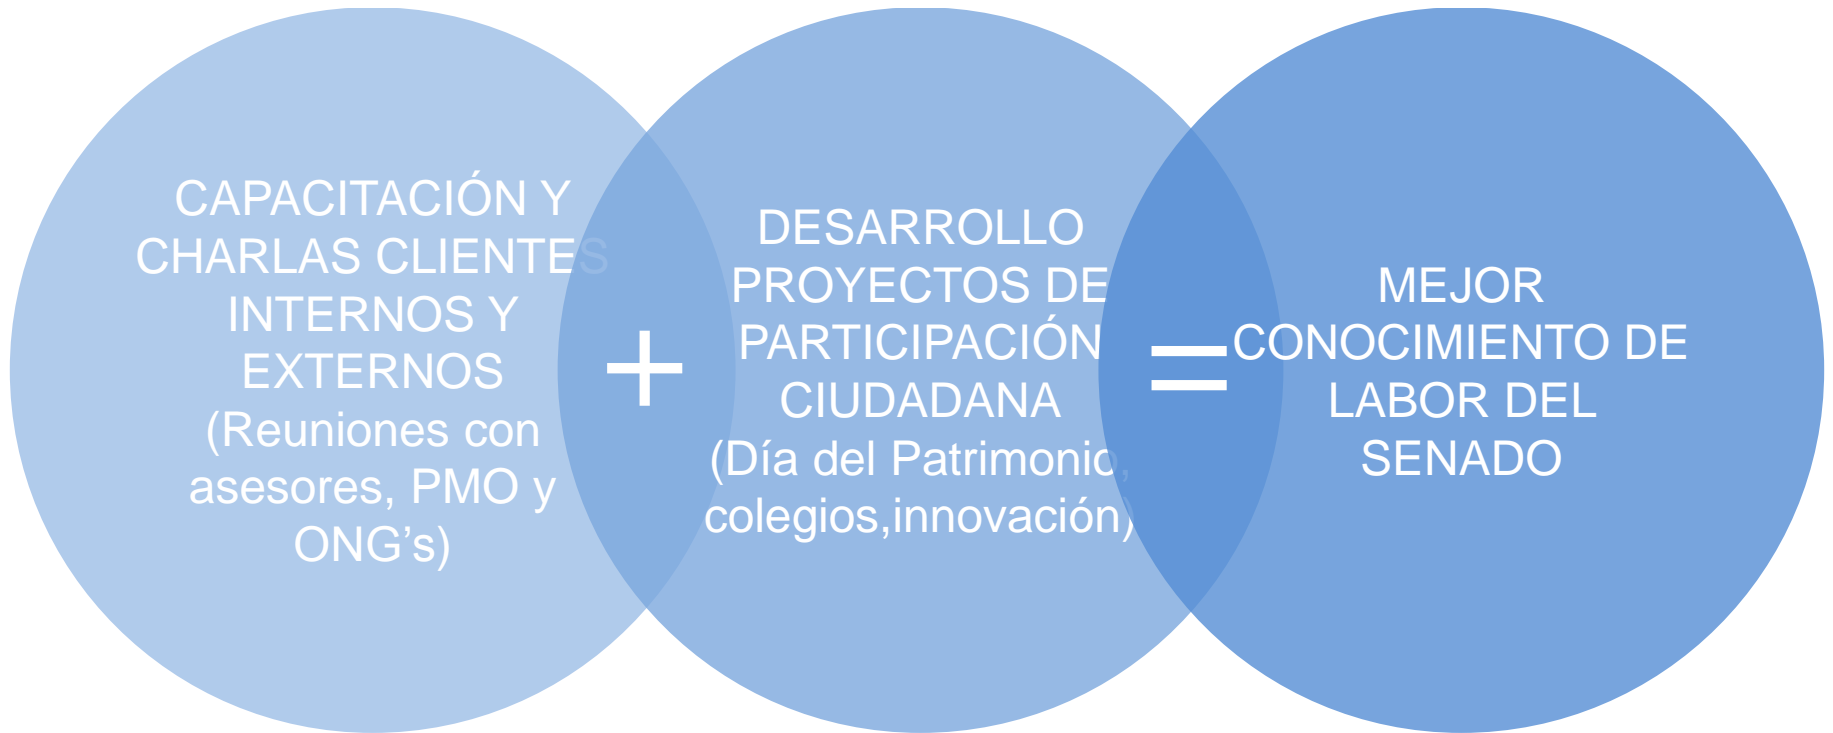 CAPACITACIÓN Y
CHARLAS CLIENTES
INTERNOS Y
EXTERNOS
(Reuniones con
asesores, PMO y
ONG’s)
+
DESARROLLO
PROYECTOS DE
PARTICIPACIÓN
CIUDADANA
(Día del Patrimonio,
colegios,innovación)
=
MEJOR
CONOCIMIENTO DE
LABOR DEL
SENADO